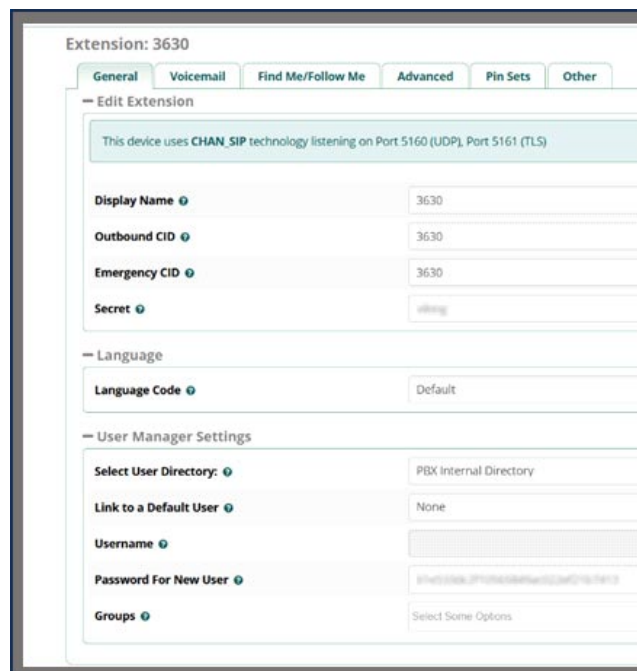 Extension: 3630
General Voicemail Find Me/Follow Me Advanced Pin Sets Other
Edit Extension
This device uses CHAN_SIP technology listening on Port 5160 (UDP), Port 5161 (TLS)
Display Name 3630
Outbound CID 3630
Emergency CID 3630
Secret
Language
Language Code Default
User Manager Settings
Select User Directory: PBX Internal Directory
Link to a Default User None
Username
Password For New User
Groups Select Some Options